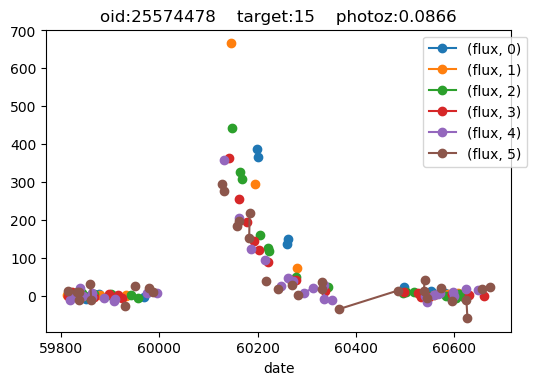 oid:25574478    target:15    photoz:0.0866
700
600
500
400
300
200
100
0
59800
60000
60200
60400
60600
date
(flux, 0)
(flux, 1)
(flux, 2)
(flux, 3)
(flux, 4)
(flux, 5)